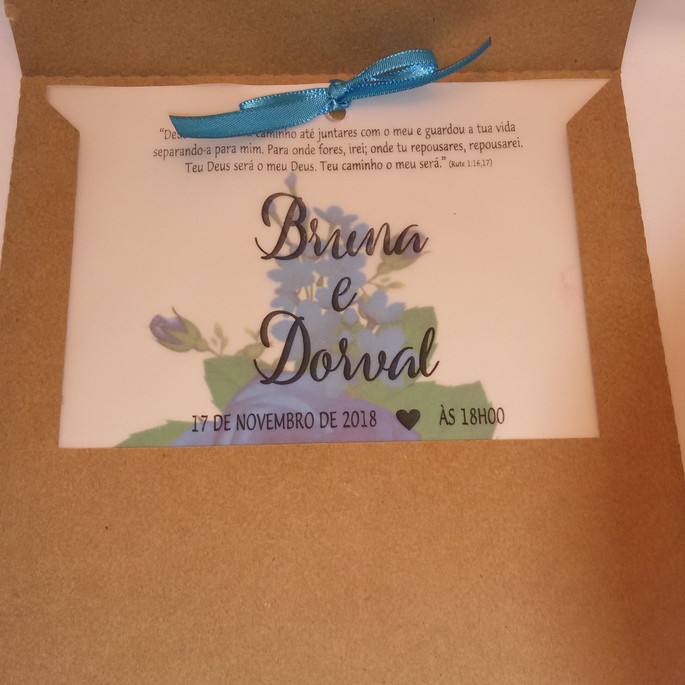 caminho até juntares com o meu e guardou a tua vida
separando-a para mim. Para onde fores, irei; onde tu repousares, repousarei.
Teu Deus será o meu Deus. Teu caminho o meu será.” (Rute 1:16,17)
Bruna
e
Dorval
17 DE NOVEMBRO DE 2018 ♥ ÀS 18H00